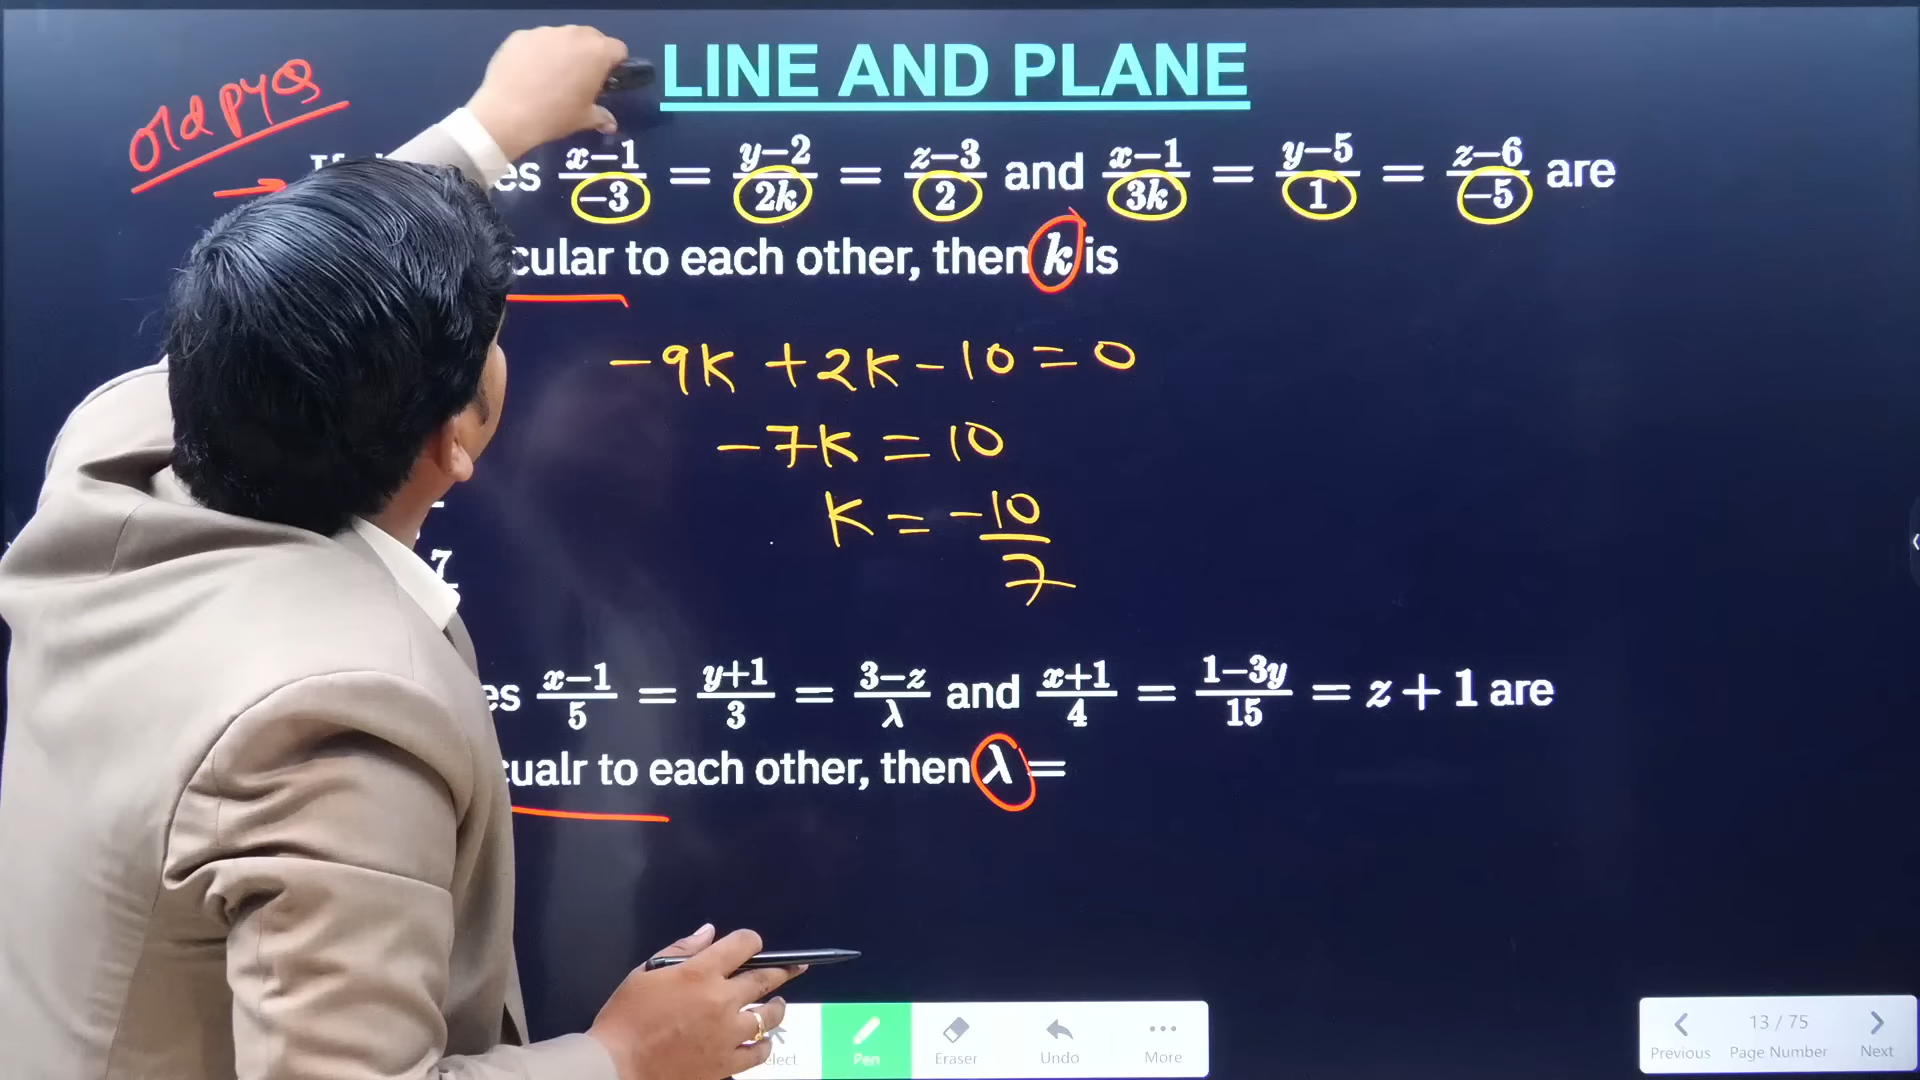 LINE AND PLANE
Old PYQ
es x−1/−3 = y−2/2k = z−3/2 and x−1/3k = y−5/1 = z−6/−5 are
cular to each other, then k is
-9K +2K-10=0
-7K = 10
K = -10/7
7
es x−1/5 = y+1/3 = 3−z/λ and x+1/4 = 1−3y/15 = z + 1 are
cualr to each other, then λ =
Pen Eraser Undo More
Previous 13 / 75 Page Number Next